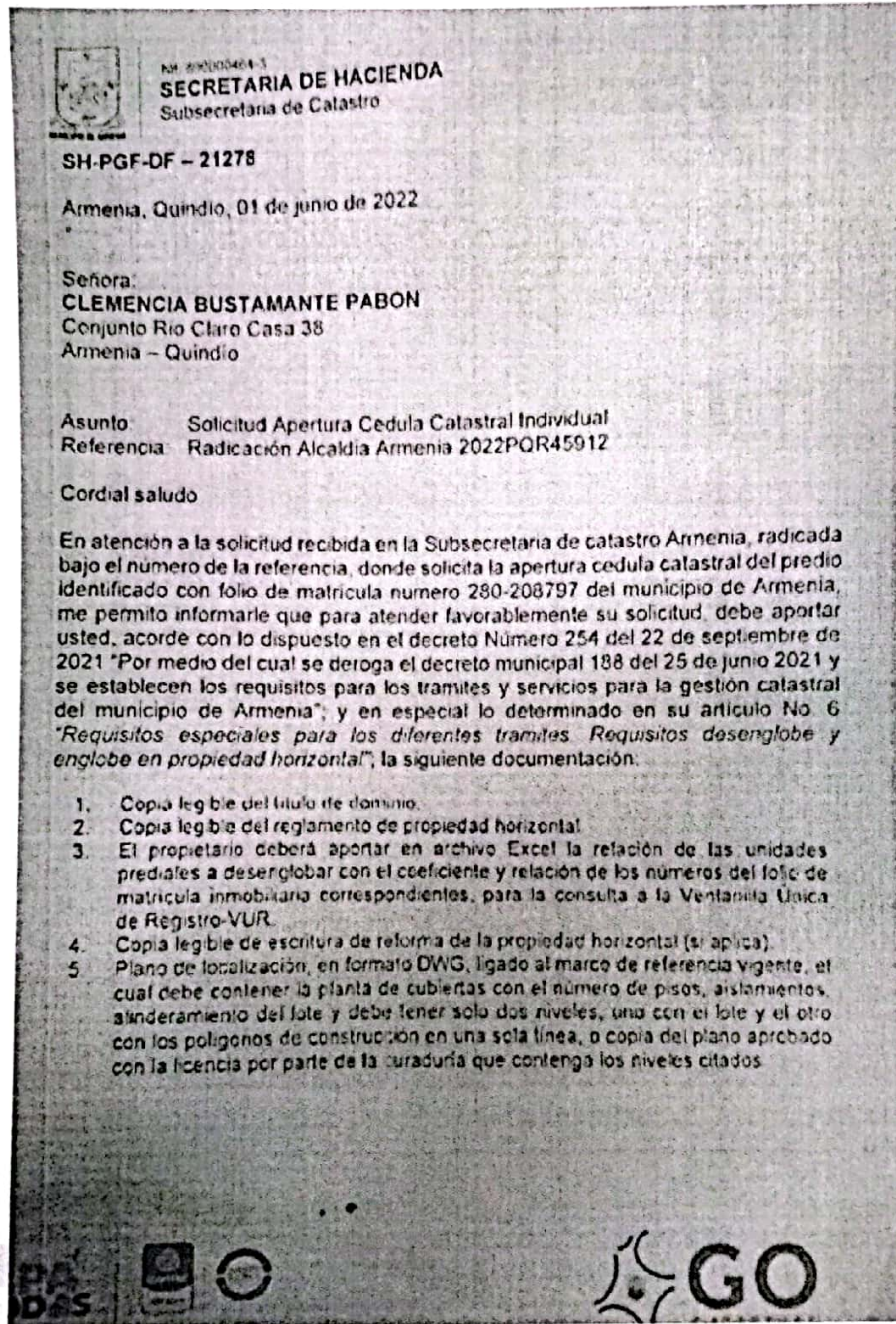 SECRETARIA DE HACIENDA
Subsecretaria de Catastro
SH-PGF-DF – 21278
Armenia, Quindio, 01 de junio de 2022
Señora:
CLEMENCIA BUSTAMANTE PABON
Conjunto Rio Claro Casa 38
Armenia – Quindio
Asunto Solicitud Apertura Cedula Catastral Individual
Referencia Radicación Alcaldia Armenia 2022PQR45912
Cordial saludo
En atención a la solicitud recibida en la Subsecretaria de catastro Armenia, radicada
bajo el número de la referencia, donde solicita la apertura cedula catastral del predio
identificado con folio de matricula numero 280-208797 del municipio de Armenia,
me permito informarle que para atender favorablemente su solicitud, debe aportar
usted, acorde con lo dispuesto en el decreto Número 254 del 22 de septiembre de
2021 "Por medio del cual se deroga el decreto municipal 188 del 25 de junio 2021 y
se establecen los requisitos para los tramites y servicios para la gestión catastral
del municipio de Armenia"; y en especial lo determinado en su articulo No. 6
"Requisitos especiales para los diferentes tramites. Requisitos desenglobe y
englobe en propiedad horizontal", la siguiente documentación:
1. Copia legible del titulo de dominio.
2. Copia legible del reglamento de propiedad horizontal.
3. El propietario deberá aportar en archivo Excel la relación de las unidades
prediales a desenglobar con el coeficiente y relación de los números del folio de
matricula inmobiliaria correspondientes, para la consulta a la Ventanilla Única
de Registro-VUR.
4. Copia legible de escritura de reforma de la propiedad horizontal (si aplica).
5 Plano de localización, en formato DWG, ligado al marco de referencia vigente, el
cual debe contener la planta de cubiertas con el número de pisos, aislamientos,
alinderamiento del lote y debe tener solo dos niveles, uno con el lote y el otro
con los poligonos de construcción en una sola línea, o copia del plano aprobado
con la licencia por parte de la curaduría que contenga los niveles citados
GO